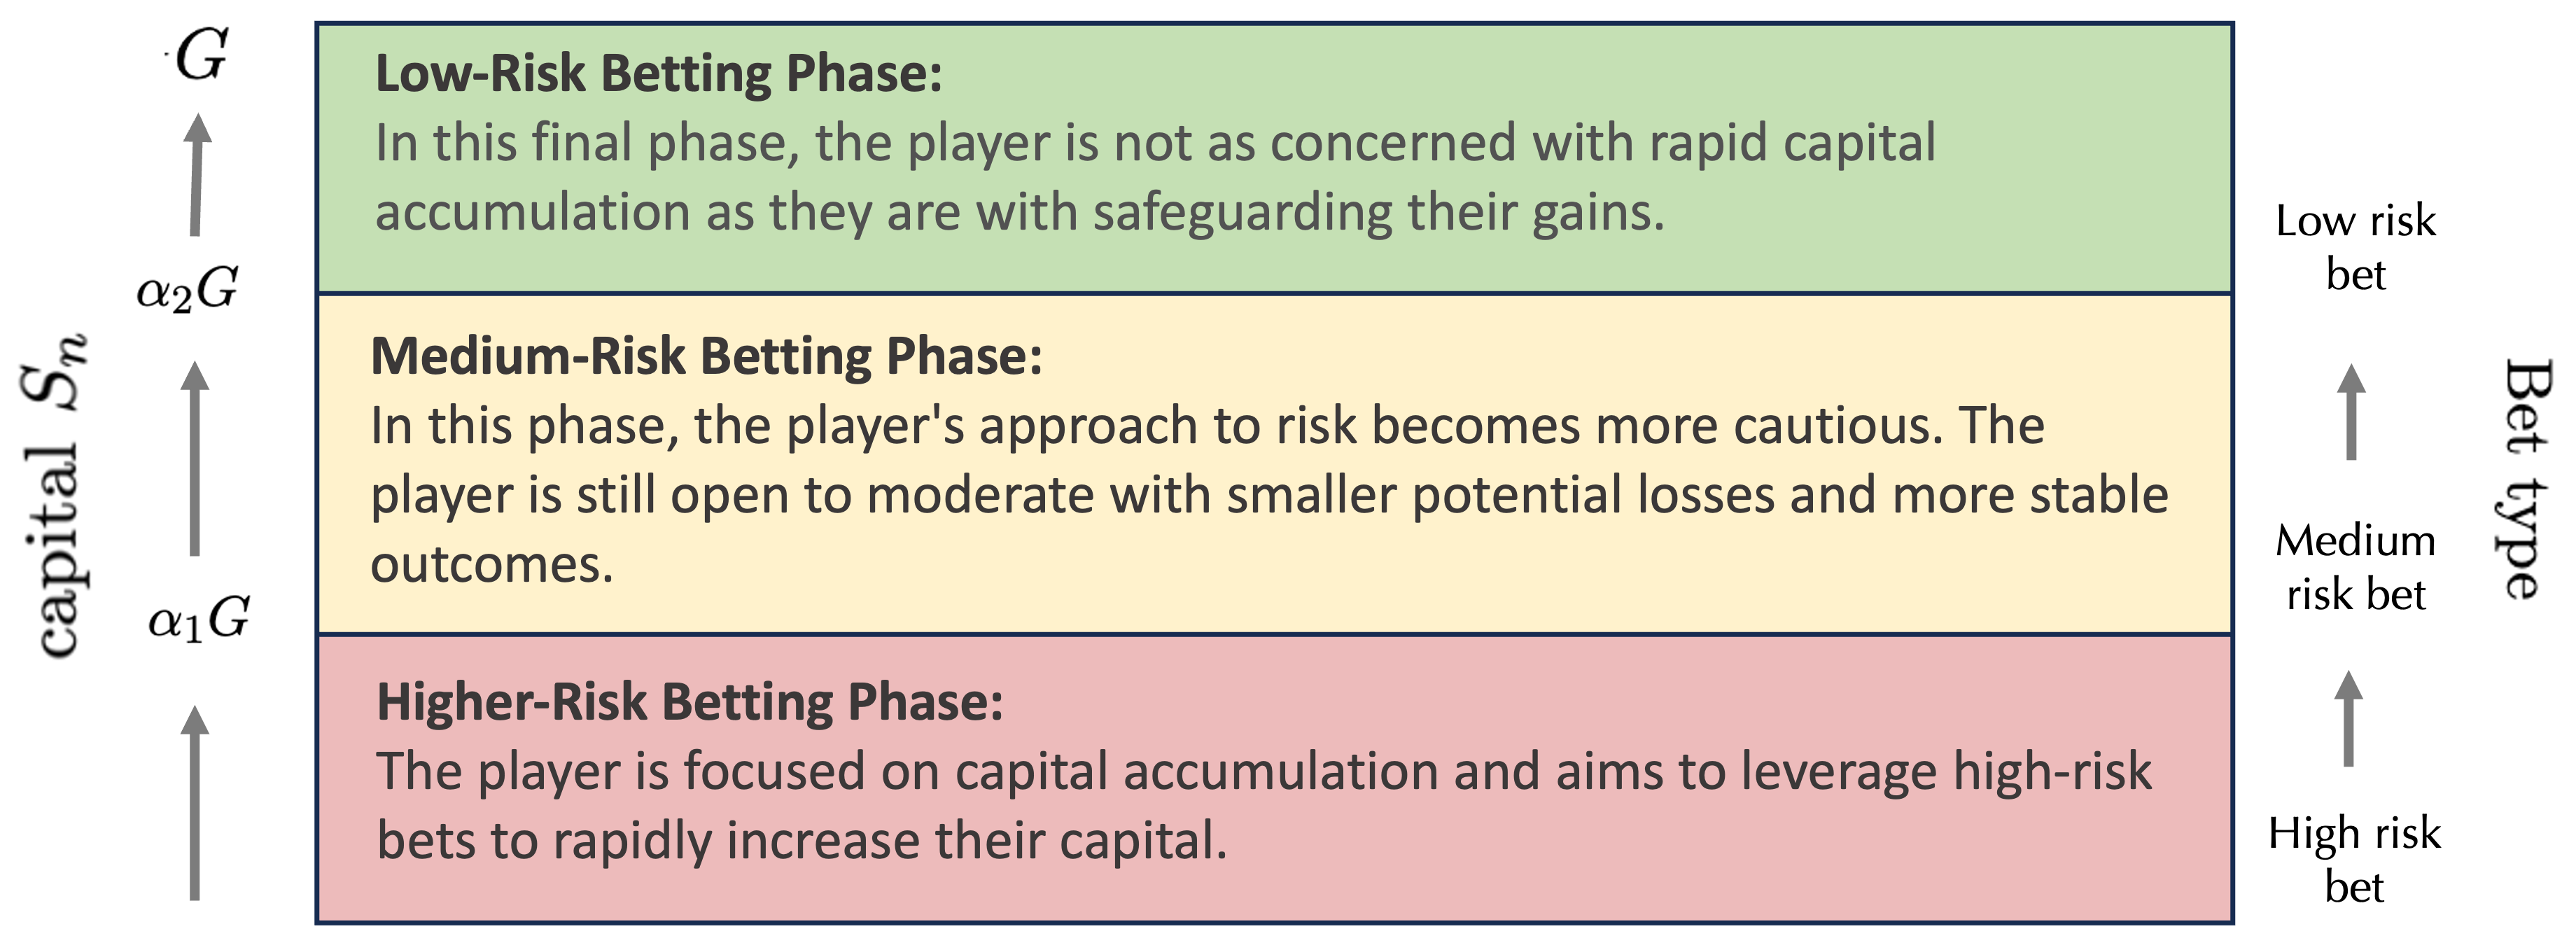 G
Low-Risk Betting Phase:
In this final phase, the player is not as concerned with rapid capital
accumulation as they are with safeguarding their gains.
Low risk
bet
α₂G
Medium-Risk Betting Phase:
In this phase, the player's approach to risk becomes more cautious. The
player is still open to moderate with smaller potential losses and more stable
outcomes.
capital Sₙ
Bet type
Medium
risk bet
α₁G
Higher-Risk Betting Phase:
The player is focused on capital accumulation and aims to leverage high-risk
bets to rapidly increase their capital.
High risk
bet